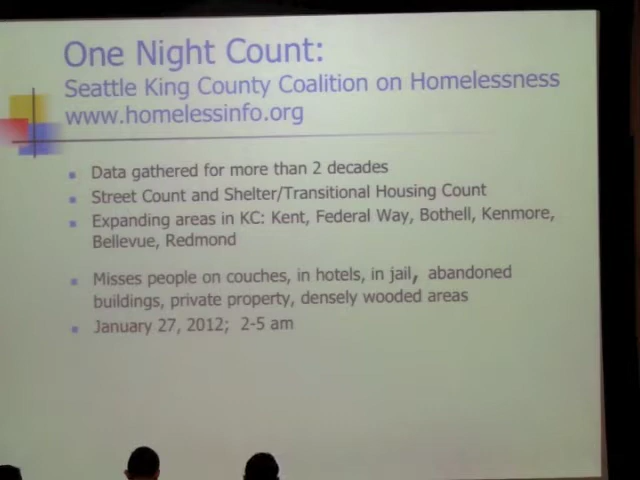 One Night Count:
Seattle King County Coalition on Homelessness
www.homelessinfo.org
Data gathered for more than 2 decades
Street Count and Shelter/Transitional Housing Count
Expanding areas in KC: Kent, Federal Way, Bothell, Kenmore,
Bellevue, Redmond
Misses people on couches, in hotels, in jail, abandoned
buildings, private property, densely wooded areas
January 27, 2012; 2-5 am